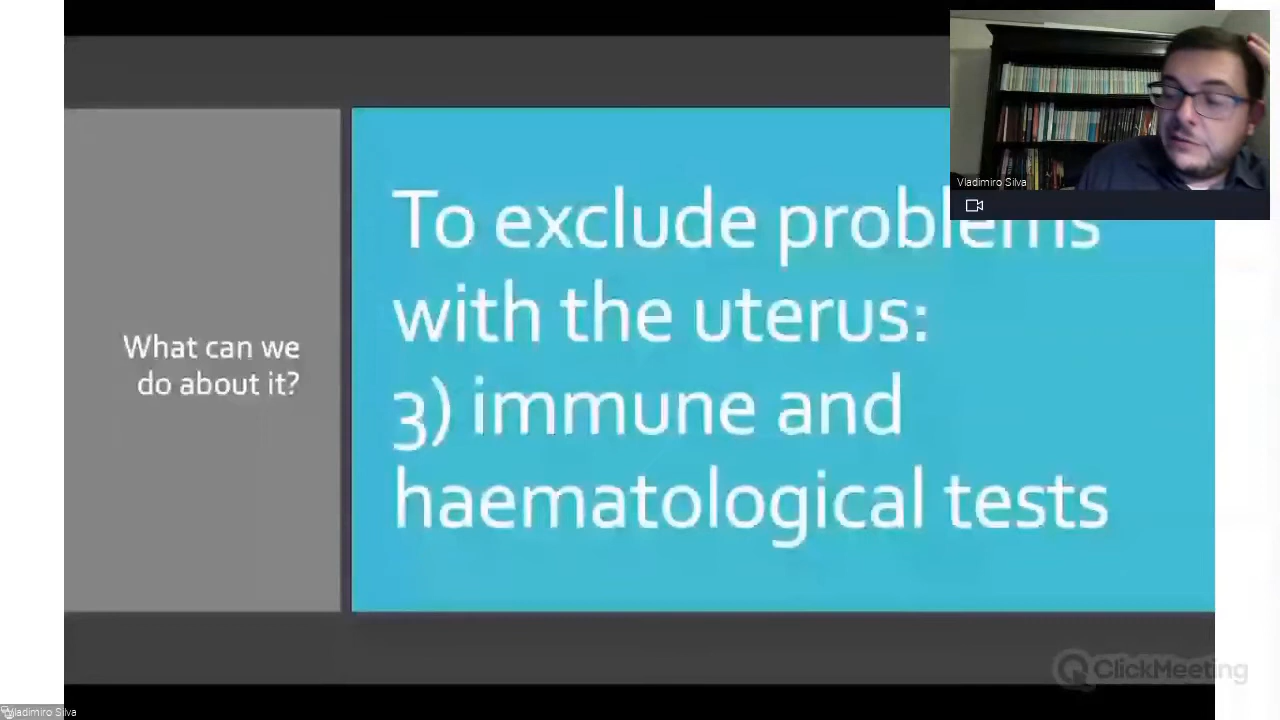 What can we
do about it?
To exclude problems
with the uterus:
3) immune and
haematological tests
Vladimiro Silva
ClickMeeting
Vladimiro Silva